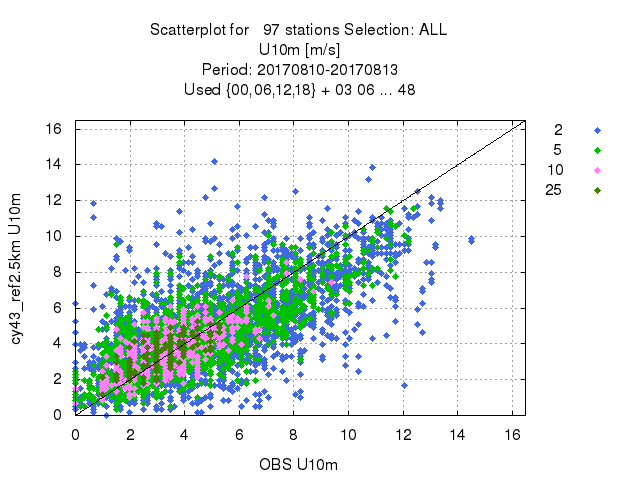 Scatterplot for 97 stations Selection: ALL
U10m [m/s]
Period: 20170810-20170813
Used {00,06,12,18} + 03 06 ... 48
2
5
10
25
16
14
12
10
8
6
4
2
0
cy43_ref2.5km U10m
0 2 4 6 8 10 12 14 16
OBS U10m